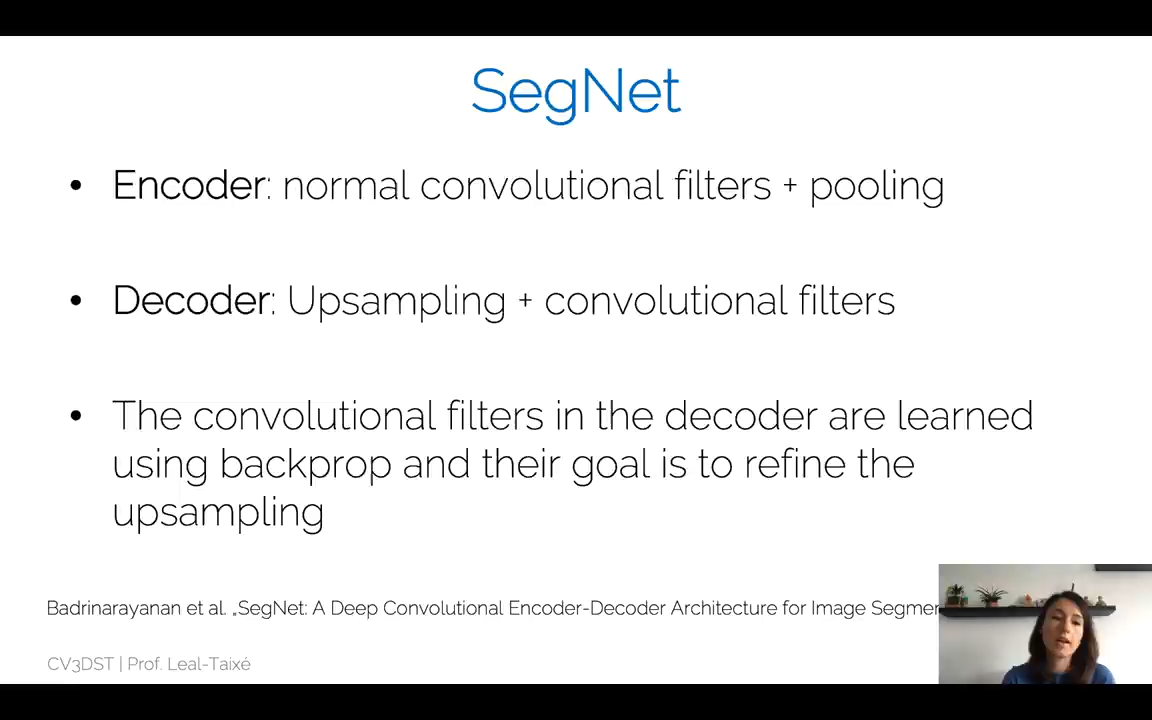 SegNet
• Encoder: normal convolutional filters + pooling
• Decoder: Upsampling + convolutional filters
• The convolutional filters in the decoder are learned
using backprop and their goal is to refine the
upsampling
Badrinarayanan et al. „SegNet: A Deep Convolutional Encoder-Decoder Architecture for Image
CV3DST | Prof. Leal-Taixé